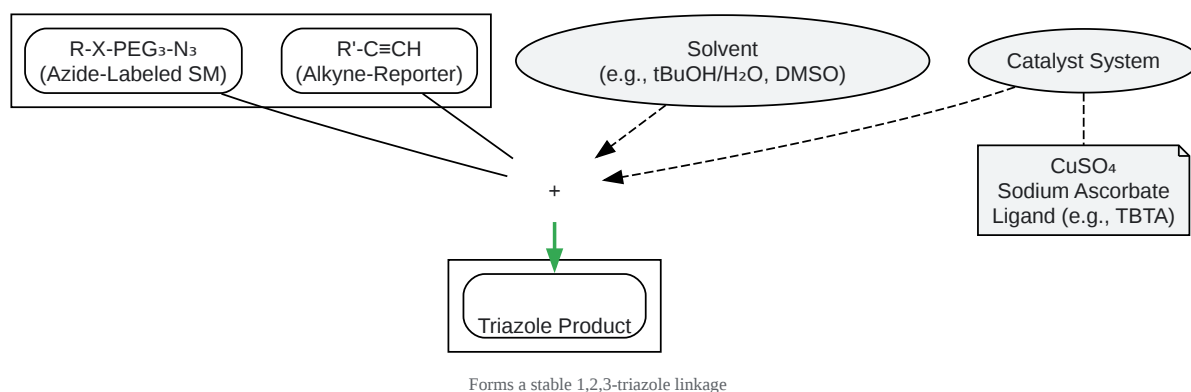 R-X-PEG₃-N₃
(Azide-Labeled SM)
R'-C≡CH
(Alkyne-Reporter)
Solvent
(e.g., tBuOH/H₂O, DMSO)
Catalyst System
CuSO₄
Sodium Ascorbate
Ligand (e.g., TBTA)
+
Triazole Product
Forms a stable 1,2,3-triazole linkage